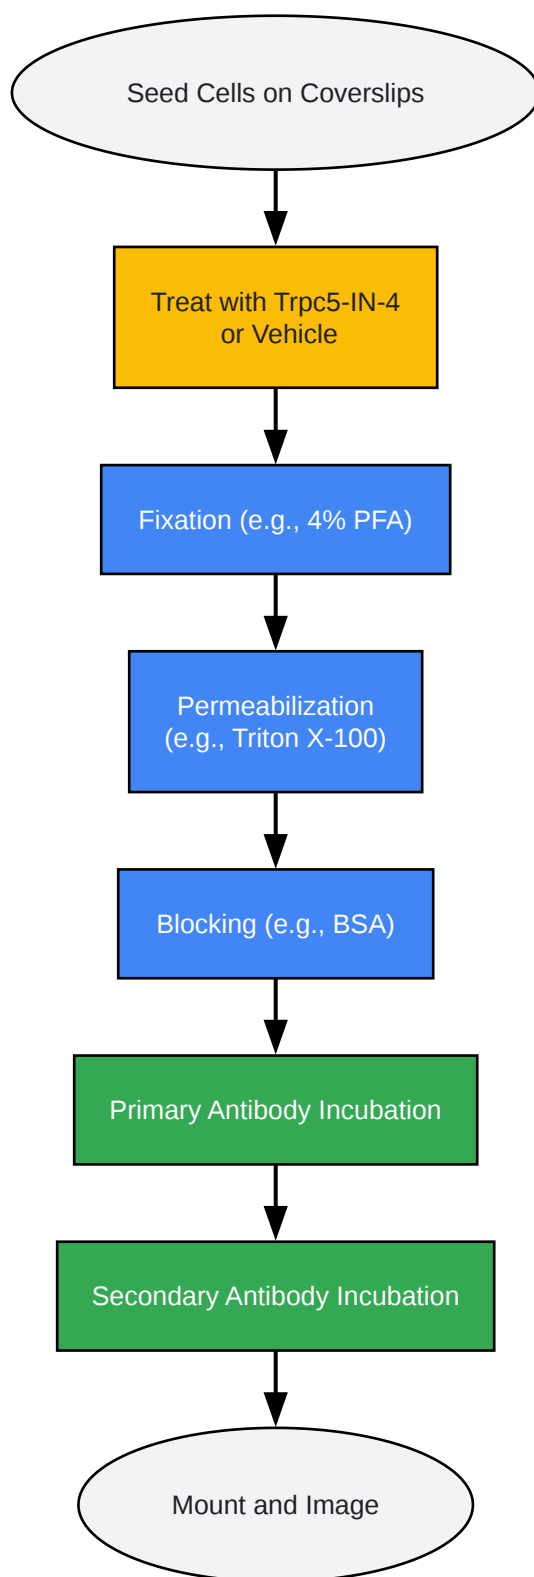 Seed Cells on Coverslips
Treat with Trpc5-IN-4
or Vehicle
Fixation (e.g., 4% PFA)
Permeabilization
(e.g., Triton X-100)
Blocking (e.g., BSA)
Primary Antibody Incubation
Secondary Antibody Incubation
Mount and Image